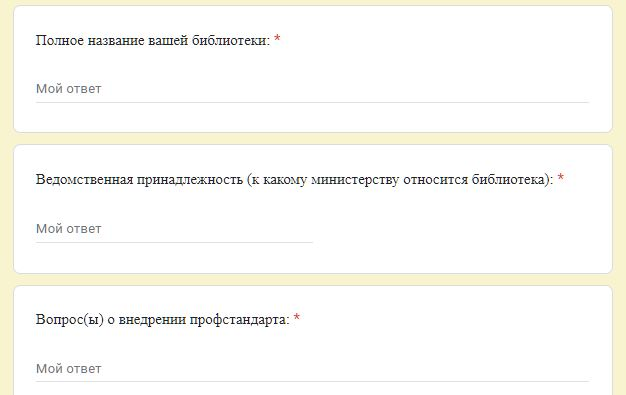 Полное название вашей библиотеки: *
Мой ответ
Ведомственная принадлежность (к какому министерству относится библиотека): *
Мой ответ
Вопрос(ы) о внедрении профстандарта: *
Мой ответ